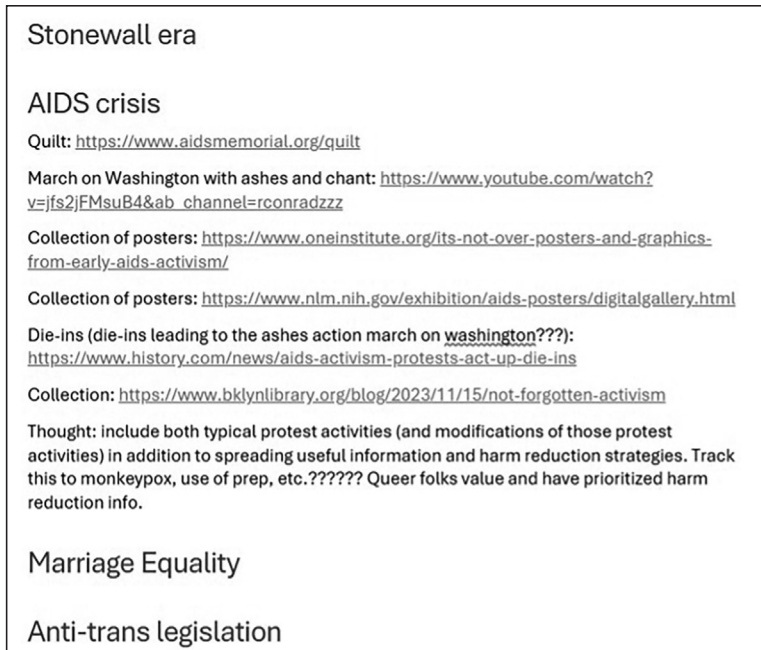 Stonewall era
AIDS crisis
Quilt: https://www.aidsmemorial.org/quilt
March on Washington with ashes and chant: https://www.youtube.com/watch?
v=jfs2jFMsuB4&ab_channel=rconradzzz
Collection of posters: https://www.oneinstitute.org/its-not-over-posters-and-graphics-
from-early-aids-activism/
Collection of posters: https://www.nlm.nih.gov/exhibition/aids-posters/digitalgallery.html
Die-ins (die-ins leading to the ashes action march on washington???):
https://www.history.com/news/aids-activism-protests-act-up-die-ins
Collection: https://www.bklynlibrary.org/blog/2023/11/15/not-forgotten-activism
Thought: include both typical protest activities (and modifications of those protest
activities) in addition to spreading useful information and harm reduction strategies. Track
this to monkeypox, use of prep, etc.?????? Queer folks value and have prioritized harm
reduction info.
Marriage Equality
Anti-trans legislation